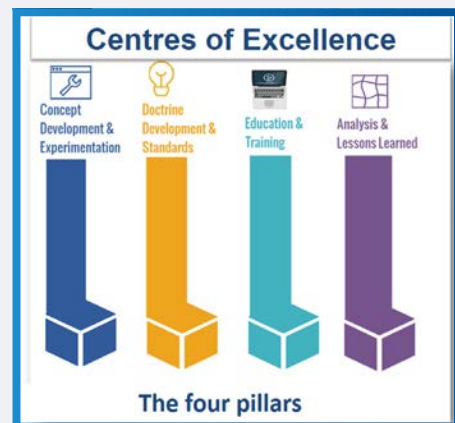 Centres of Excellence
Concept
Development &
Experimentation
Doctrine
Development &
Standards
Education &
Training
Analysis &
Lessons Learned
The four pillars